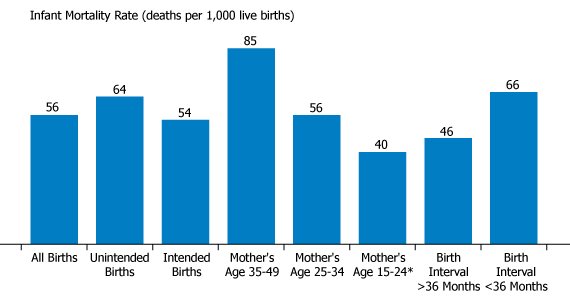 Infant Mortality Rate (deaths per 1,000 live births)
56
64
54
85
56
40
46
66
All Births
Unintended
Births
Intended
Births
Mother's
Age 35-49
Mother's
Age 25-34
Mother's
Age 15-24*
Birth
Interval
>36 Months
Birth
Interval
<36 Months